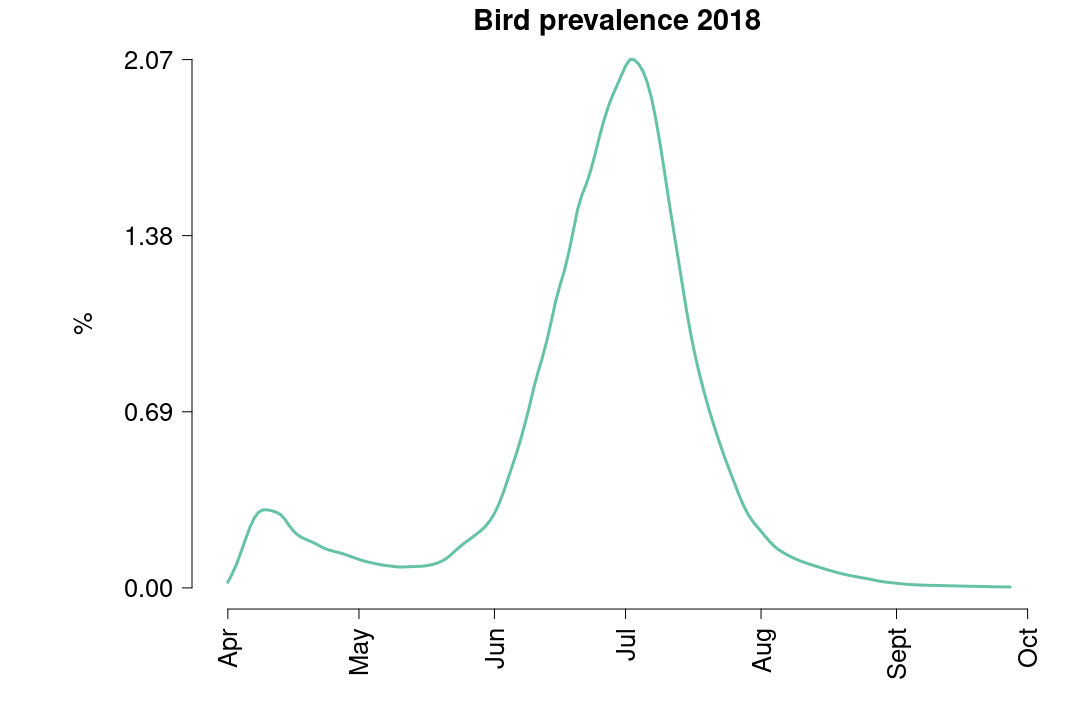 Bird prevalence 2018
2.07
1.38
0.69
0.00
%
Apr
May
Jun
Jul
Aug
Sept
Oct